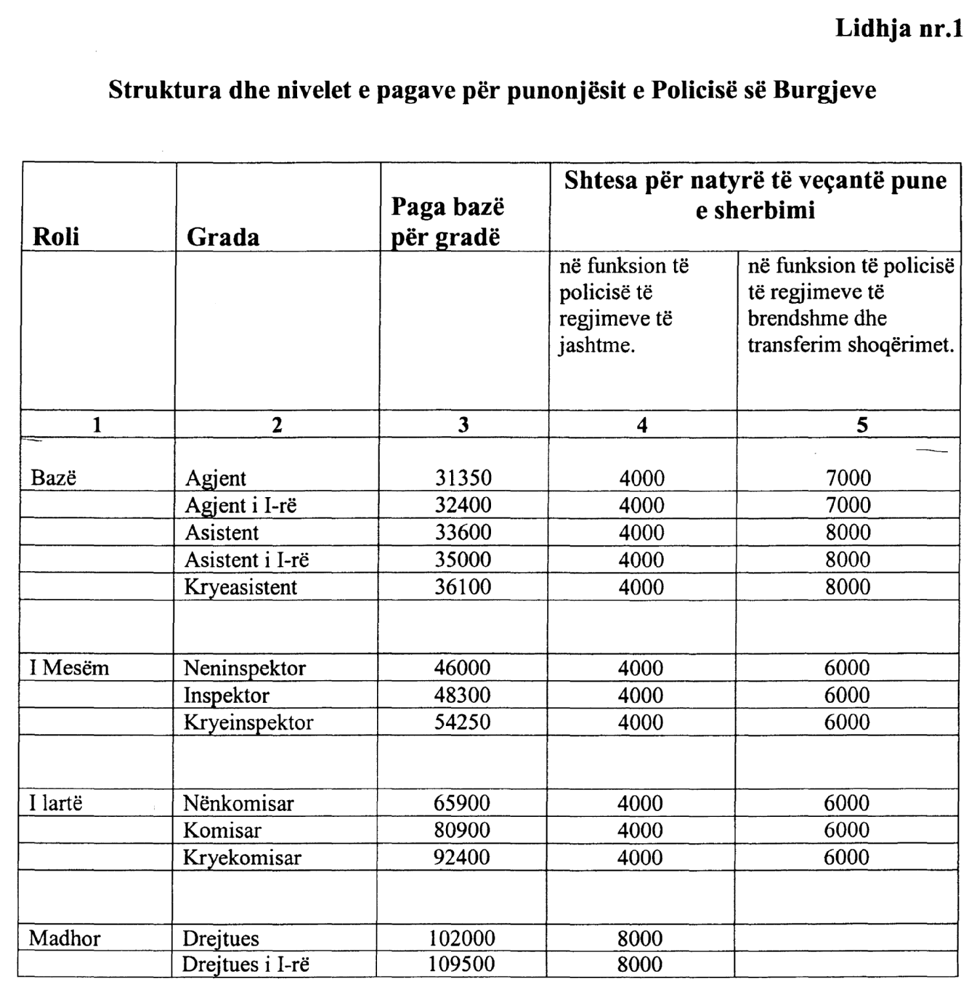 Lidhja nr.1
Struktura dhe nivelet e pagave për punonjësit e Policisë së Burgjeve
Roli Grada Paga bazë për gradë Shtesa për natyrë të veçantë pune e sherbimi
në funksion të policisë të regjimeve të jashtme. në funksion të policisë të regjimeve të brendshme dhe transferim shoqërimet.
1 2 3 4 5
Bazë Agjent 31350 4000 7000
Agjent i I-rë 32400 4000 7000
Asistent 33600 4000 8000
Asistent i I-rë 35000 4000 8000
Kryeasistent 36100 4000 8000
I Mesëm Neninspektor 46000 4000 6000
Inspektor 48300 4000 6000
Kryeinspektor 54250 4000 6000
I lartë Nënkomisar 65900 4000 6000
Komisar 80900 4000 6000
Kryekomisar 92400 4000 6000
Madhor Drejtues 102000 8000
Drejtues i I-rë 109500 8000